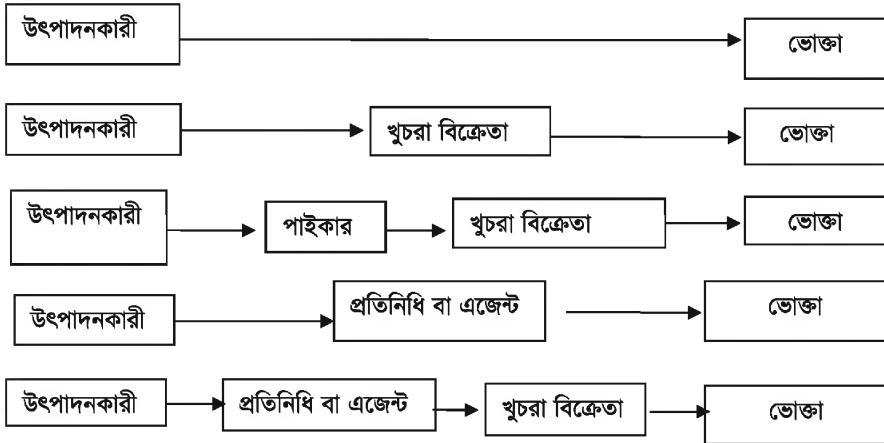 উৎপাদনকারী ভোক্তা
উৎপাদনকারী খুচরা বিক্রেতা ভোক্তা
উৎপাদনকারী পাইকার খুচরা বিক্রেতা ভোক্তা
উৎপাদনকারী প্রতিনিধি বা এজেন্ট ভোক্তা
উৎপাদনকারী প্রতিনিধি বা এজেন্ট খুচরা বিক্রেতা ভোক্তা